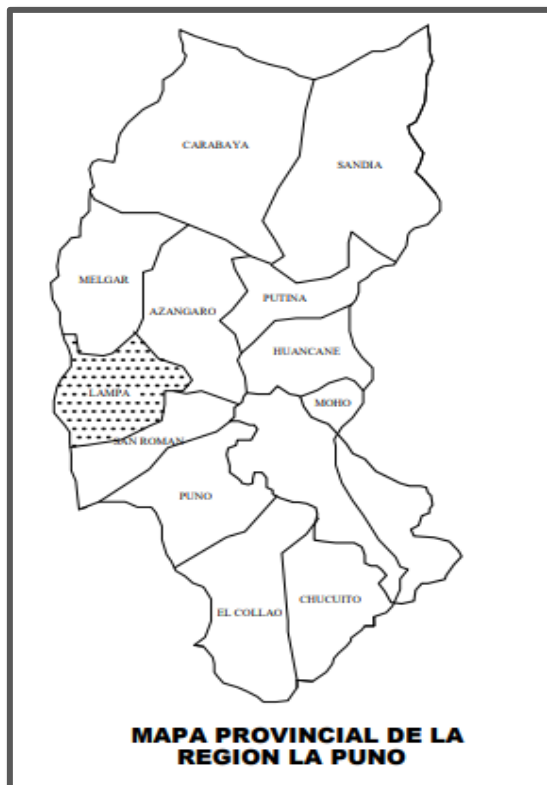 CARABAYA
SANDIA
MELGAR
AZANGARO
PUTINA
HUANCANE
LAMPA
MOHO
SAN ROMAN
PUNO
EL COLLAO
CHUCUITO
MAPA PROVINCIAL DE LA
REGION LA PUNO